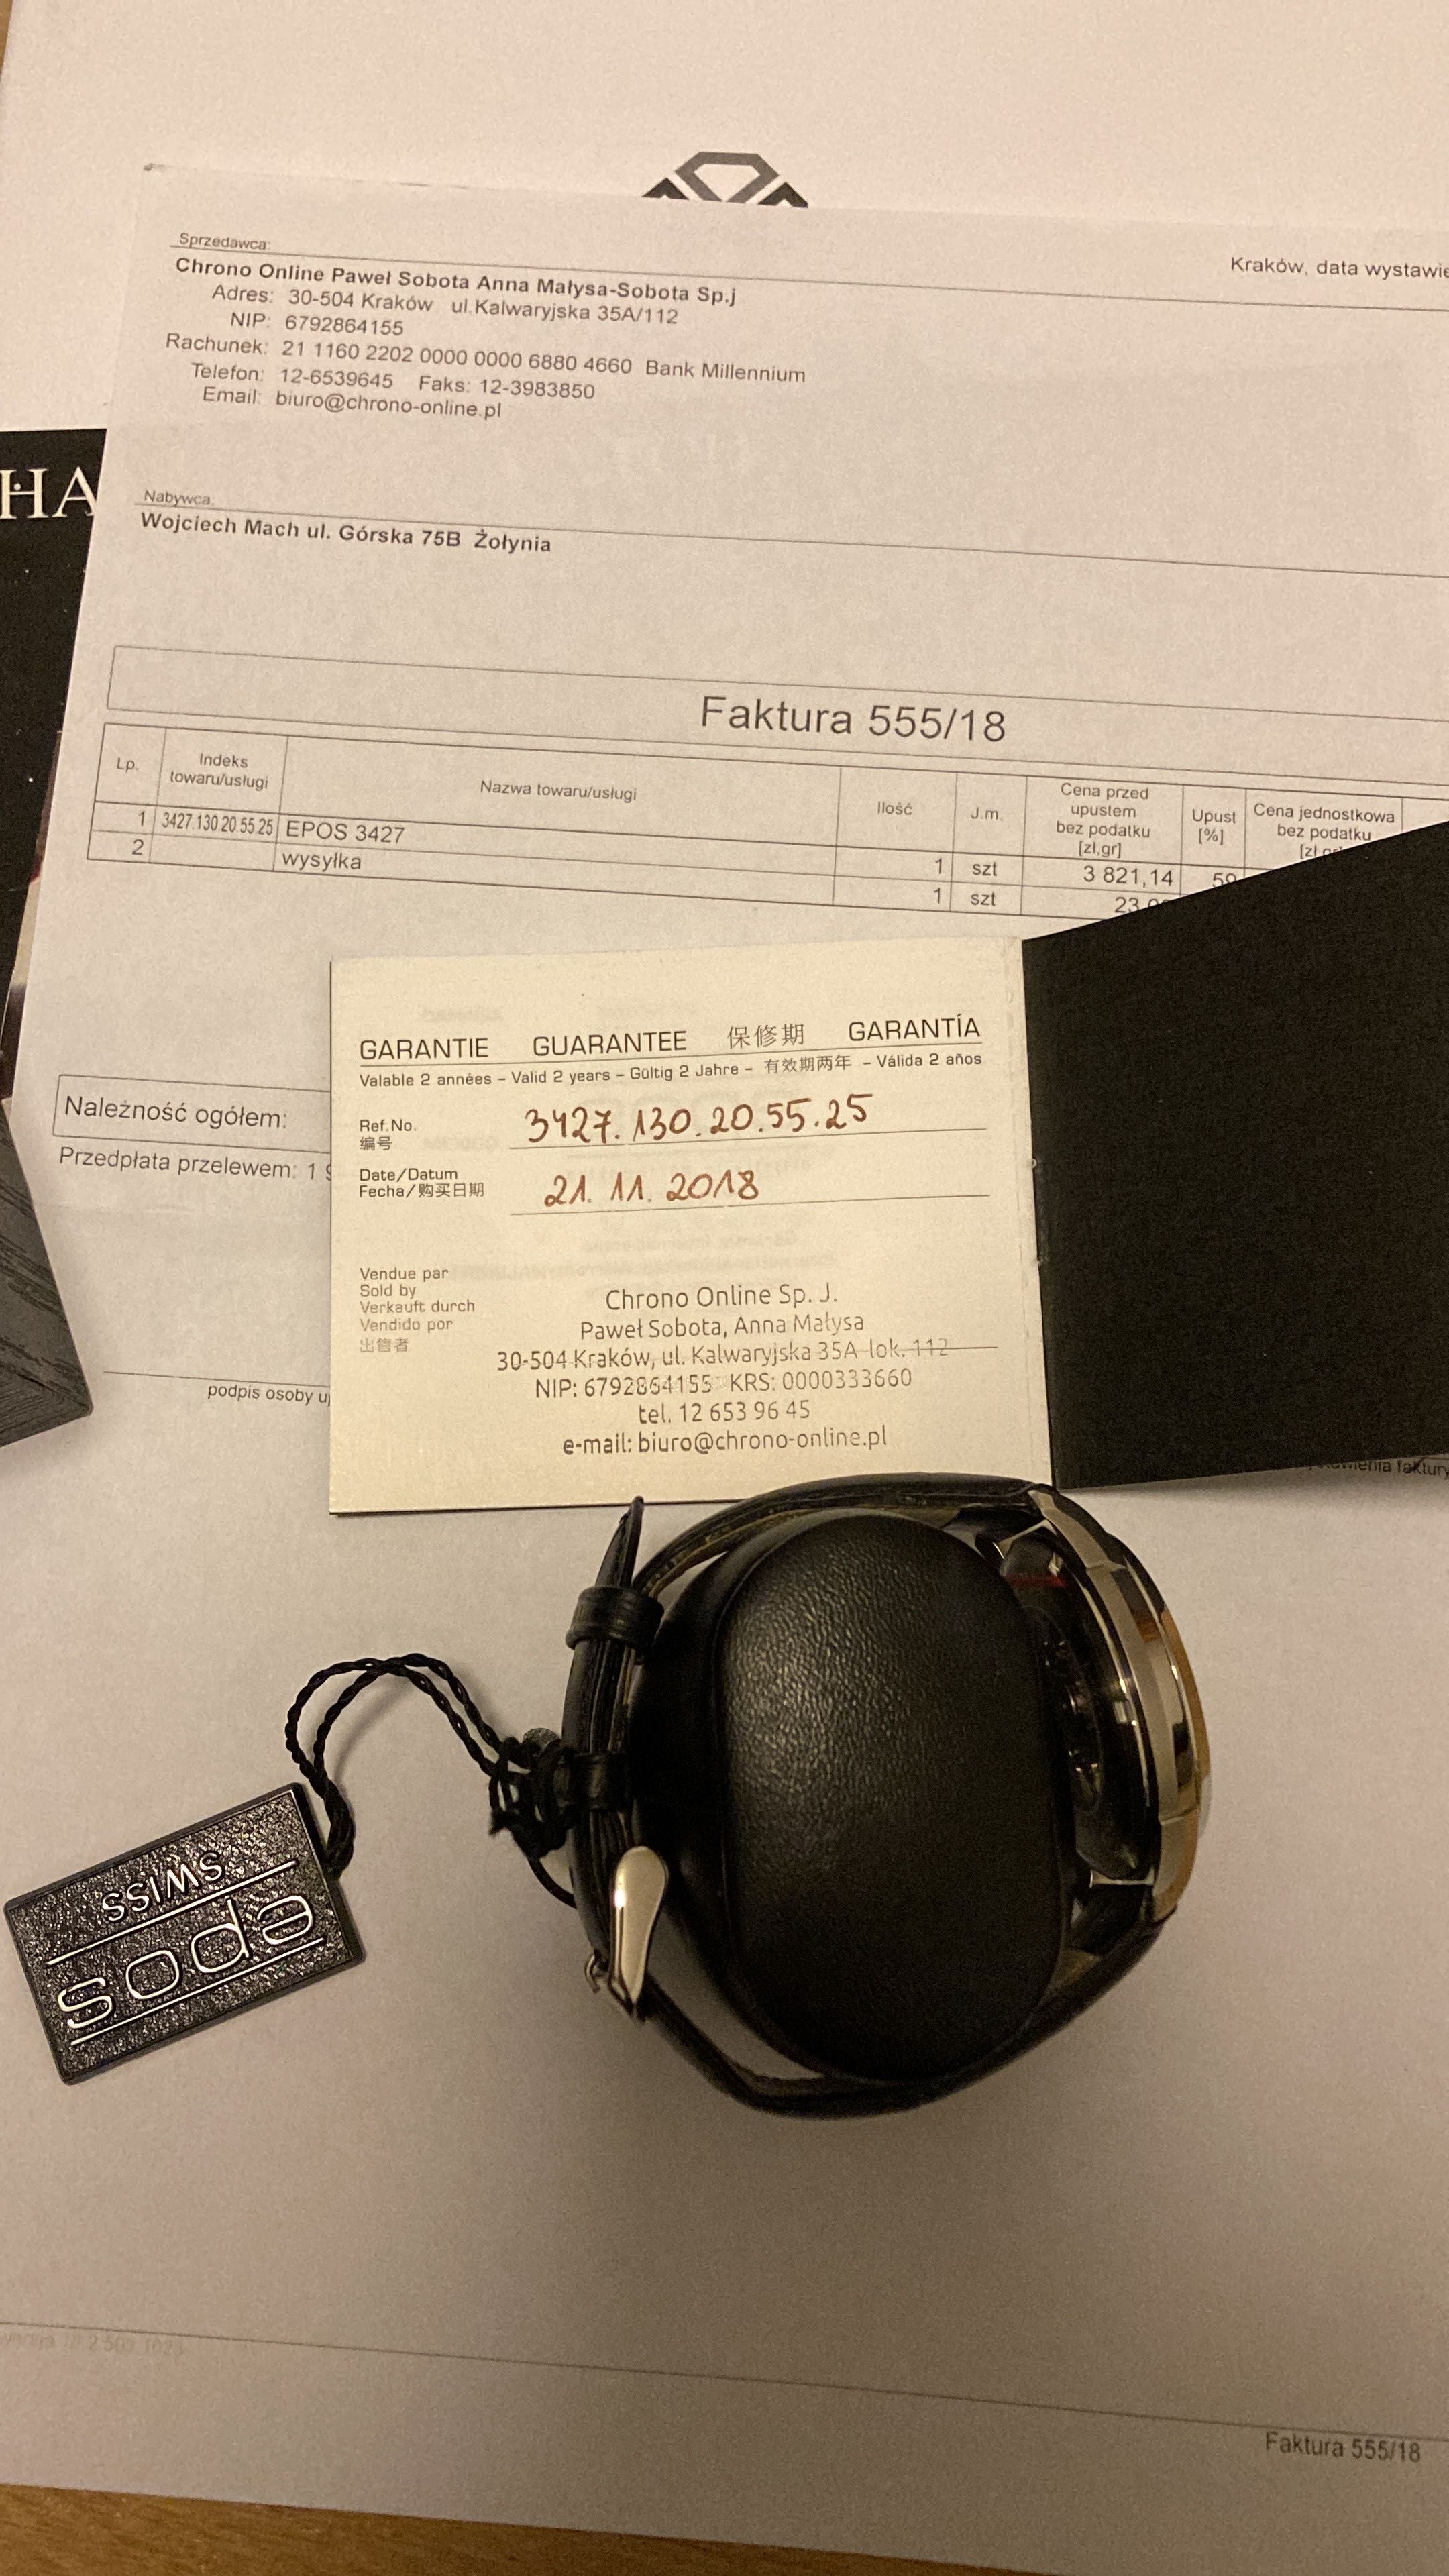 Sprzedawca:
Kraków, data
Chrono Online Paweł Sobota Anna Małysa-Sobota Sp.j
Adres: 30-504 Kraków ul.Kalwaryjska 35A/112
NIP: 6792864155
Rachunek: 21 1160 2202 0000 0000 6880 4660 Bank Millennium
Telefon: 12-6539645 Faks: 12-3983850
Email: biuro@chrono-online.pl
HA
Nabywca:
Wojciech Mach ul. Górska 75B Żołynia
Faktura 555/18
Lp.
Indeks
towaru/usługi
Nazwa towaru/usługi
Ilość
J.m.
Cena przed
upustem
bez podatku
[zł,gr]
Upust
[%]
Cena jednostkowa
bez podatku
1 3427.130.20.55.25 EPOS 3427 1 szt 3 821,14
2 wysyłka 1 szt
Należność ogółem:
Przedpłata przelewem: 1
podpis osoby
GARANTIE GUARANTEE 保修期 GARANTÍA
Valable 2 années – Valid 2 years – Gültig 2 Jahre – 有效期两年 – Válida 2 años
Ref.No. 3427.130.20.55.25
编号
Date/Datum 21.11.2018
Fecha/购买日期
Vendue par
Sold by
Verkauft durch
Vendido por
出售者
Chrono Online Sp. J.
Paweł Sobota, Anna Małysa
30-504 Kraków, ul. Kalwaryjska 35A lok. 112
NIP: 6792864155 KRS: 0000333660
tel. 12 653 96 45
e-mail: biuro@chrono-online.pl
faktury
epos
SWISS
Faktura 555/18